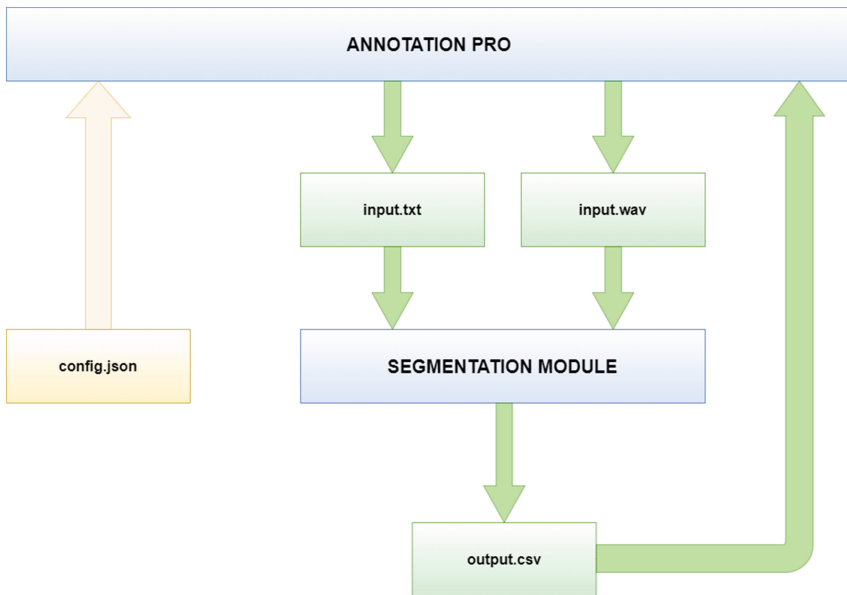 ANNOTATION PRO
input.txt
input.wav
config.json
SEGMENTATION MODULE
output.csv